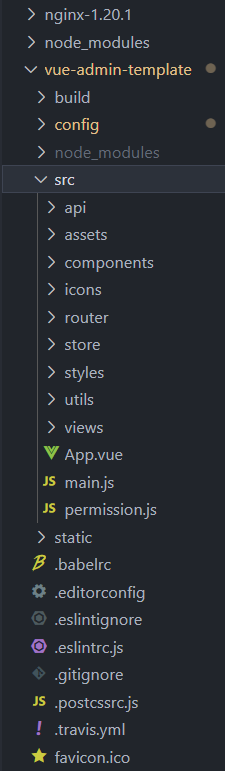 nginx-1.20.1
node_modules
vue-admin-template
build
config
node_modules
src
api
assets
components
icons
router
store
styles
utils
views
App.vue
JS main.js
JS permission.js
static
.babelrc
.editorconfig
.eslintignore
.eslintrc.js
.gitignore
JS .postcssrc.js
! .travis.yml
favicon.ico